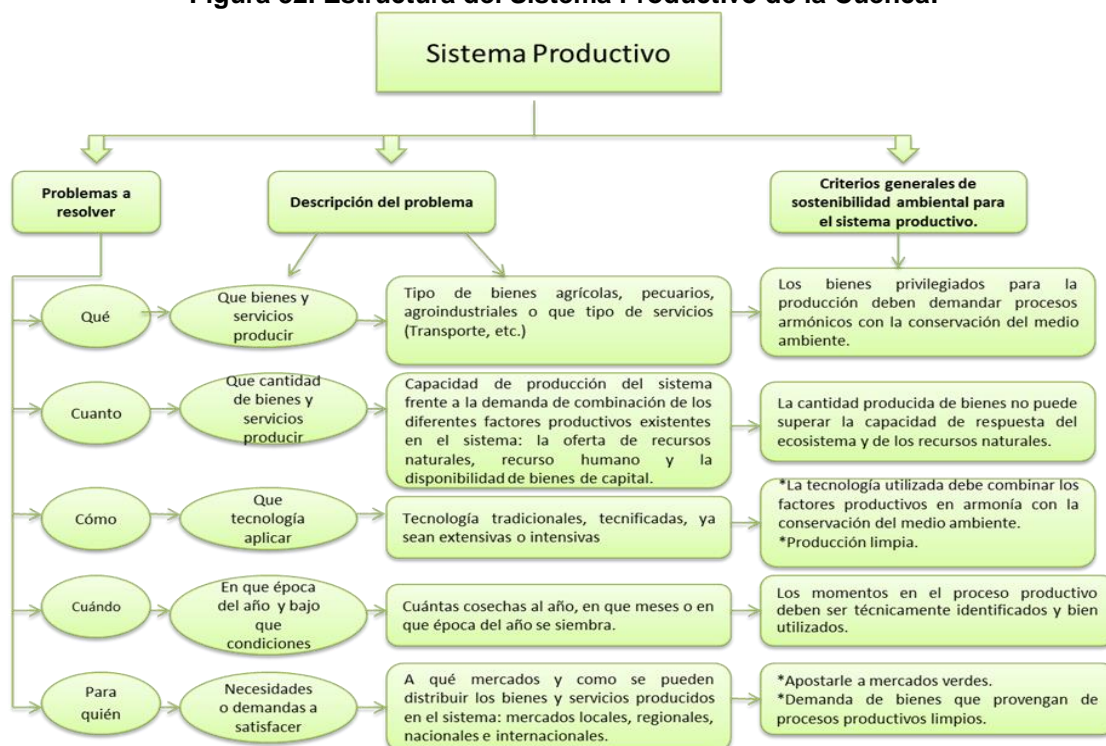 Figura 32. Estructura del Sistema Productivo de la Cuenca.
Sistema Productivo
Problemas a
resolver
Descripción del problema
Criterios generales de
sostenibilidad ambiental para
el sistema productivo.
Qué
Que bienes y
servicios
producir
Tipo de bienes agrícolas, pecuarios,
agroindustriales o que tipo de servicios
(Transporte, etc.)
Los bienes privilegiados para la
producción deben demandar procesos
armónicos con la conservación del medio
ambiente.
Cuanto
Que cantidad
de bienes y
servicios
producir
Capacidad de producción del sistema
frente a la demanda de combinación de los
diferentes factores productivos existentes
en el sistema: la oferta de recursos
naturales, recurso humano y la
disponibilidad de bienes de capital.
La cantidad producida de bienes no puede
superar la capacidad de respuesta del
ecosistema y de los recursos naturales.
Cómo
Que
tecnología
aplicar
Tecnología tradicionales, tecnificadas, ya
sean extensivas o intensivas
*La tecnología utilizada debe combinar los
factores productivos en armonía con la
conservación del medio ambiente.
*Producción limpia.
Cuándo
En que época
del año y bajo
que
condiciones
Cuántas cosechas al año, en que meses o en
que época del año se siembra.
Los momentos en el proceso productivo
deben ser técnicamente identificados y bien
utilizados.
Para
quién
Necesidades
o demandas a
satisfacer
A qué mercados y como se pueden
distribuir los bienes y servicios producidos
en el sistema: mercados locales, regionales,
nacionales e internacionales.
*Apostarle a mercados verdes.
*Demanda de bienes que provengan de
procesos productivos limpios.